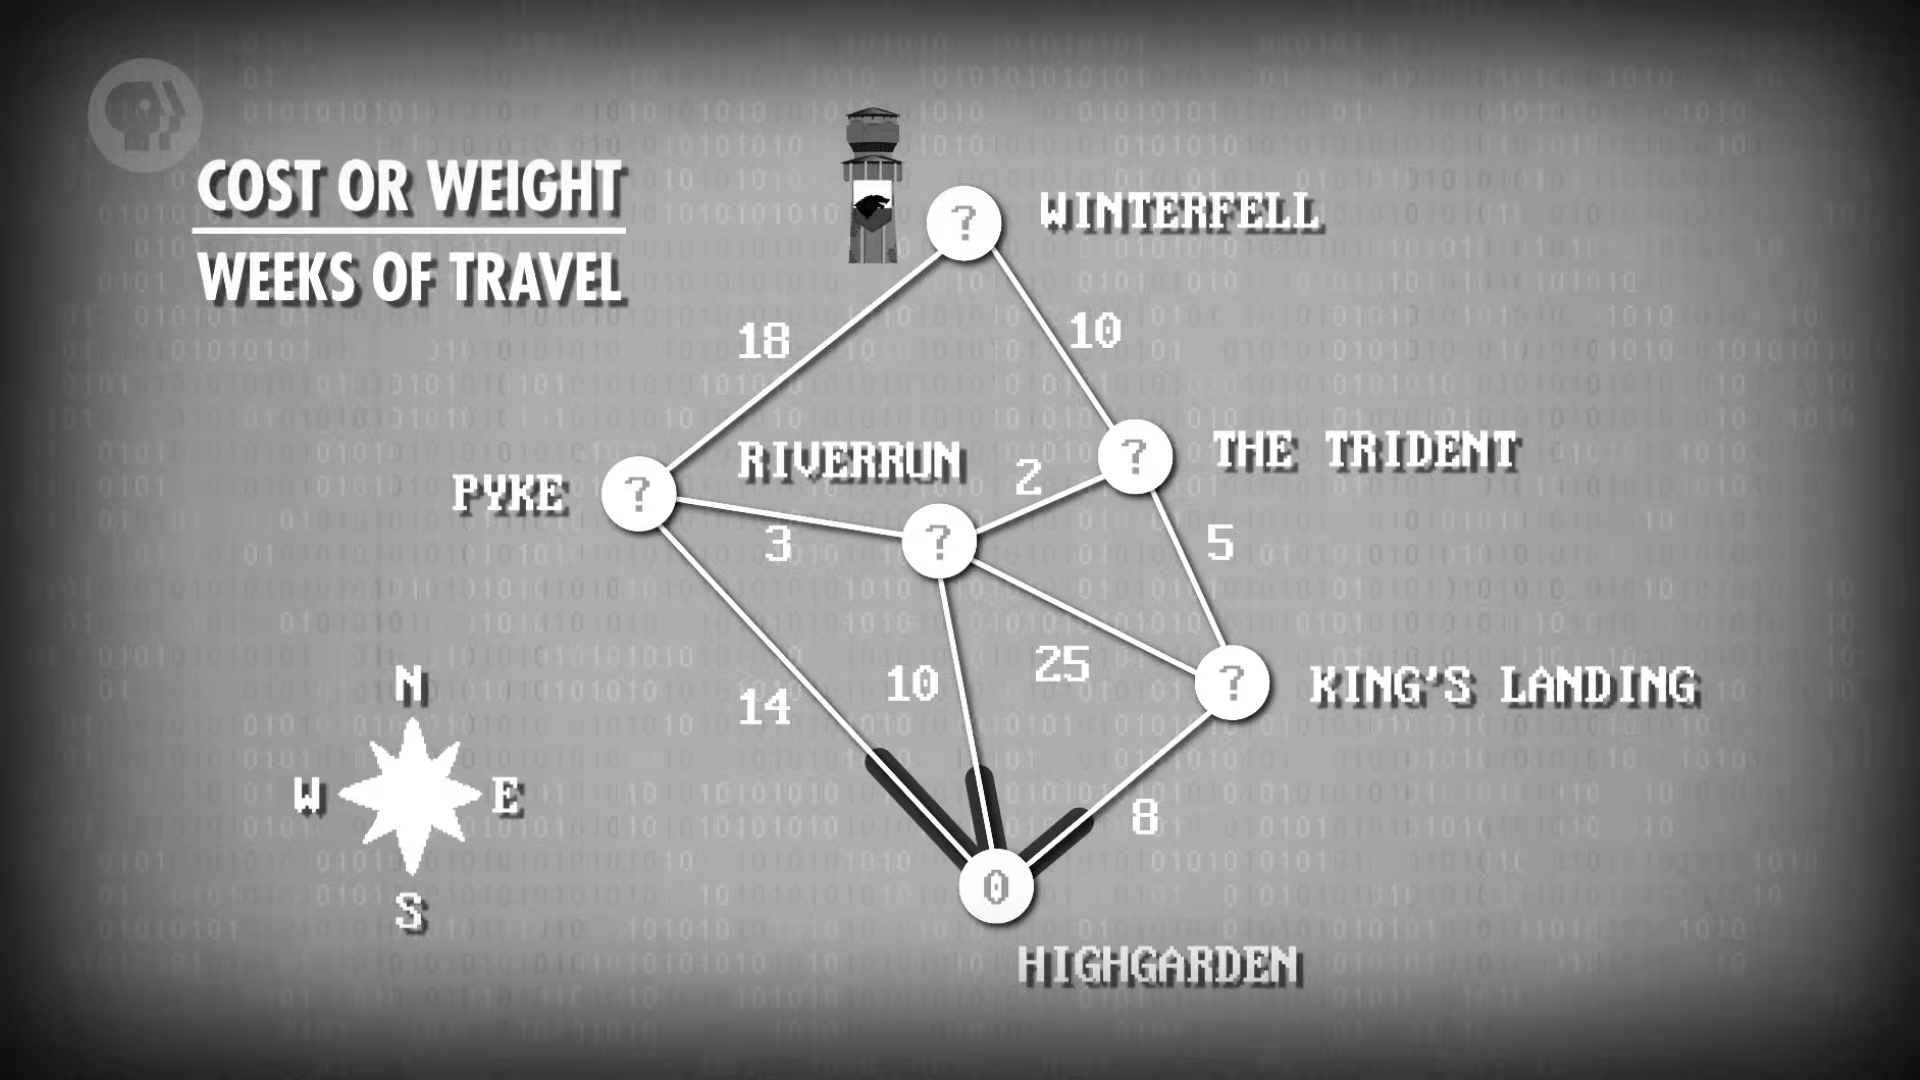 COST OR WEIGHT
WEEKS OF TRAVEL
?
WINTERFELL
18
10
RIVERRUN
2
?
THE TRIDENT
PYKE
?
3
?
5
N
14
10
25
?
KING'S LANDING
W
E
8
0
S
HIGHGARDEN